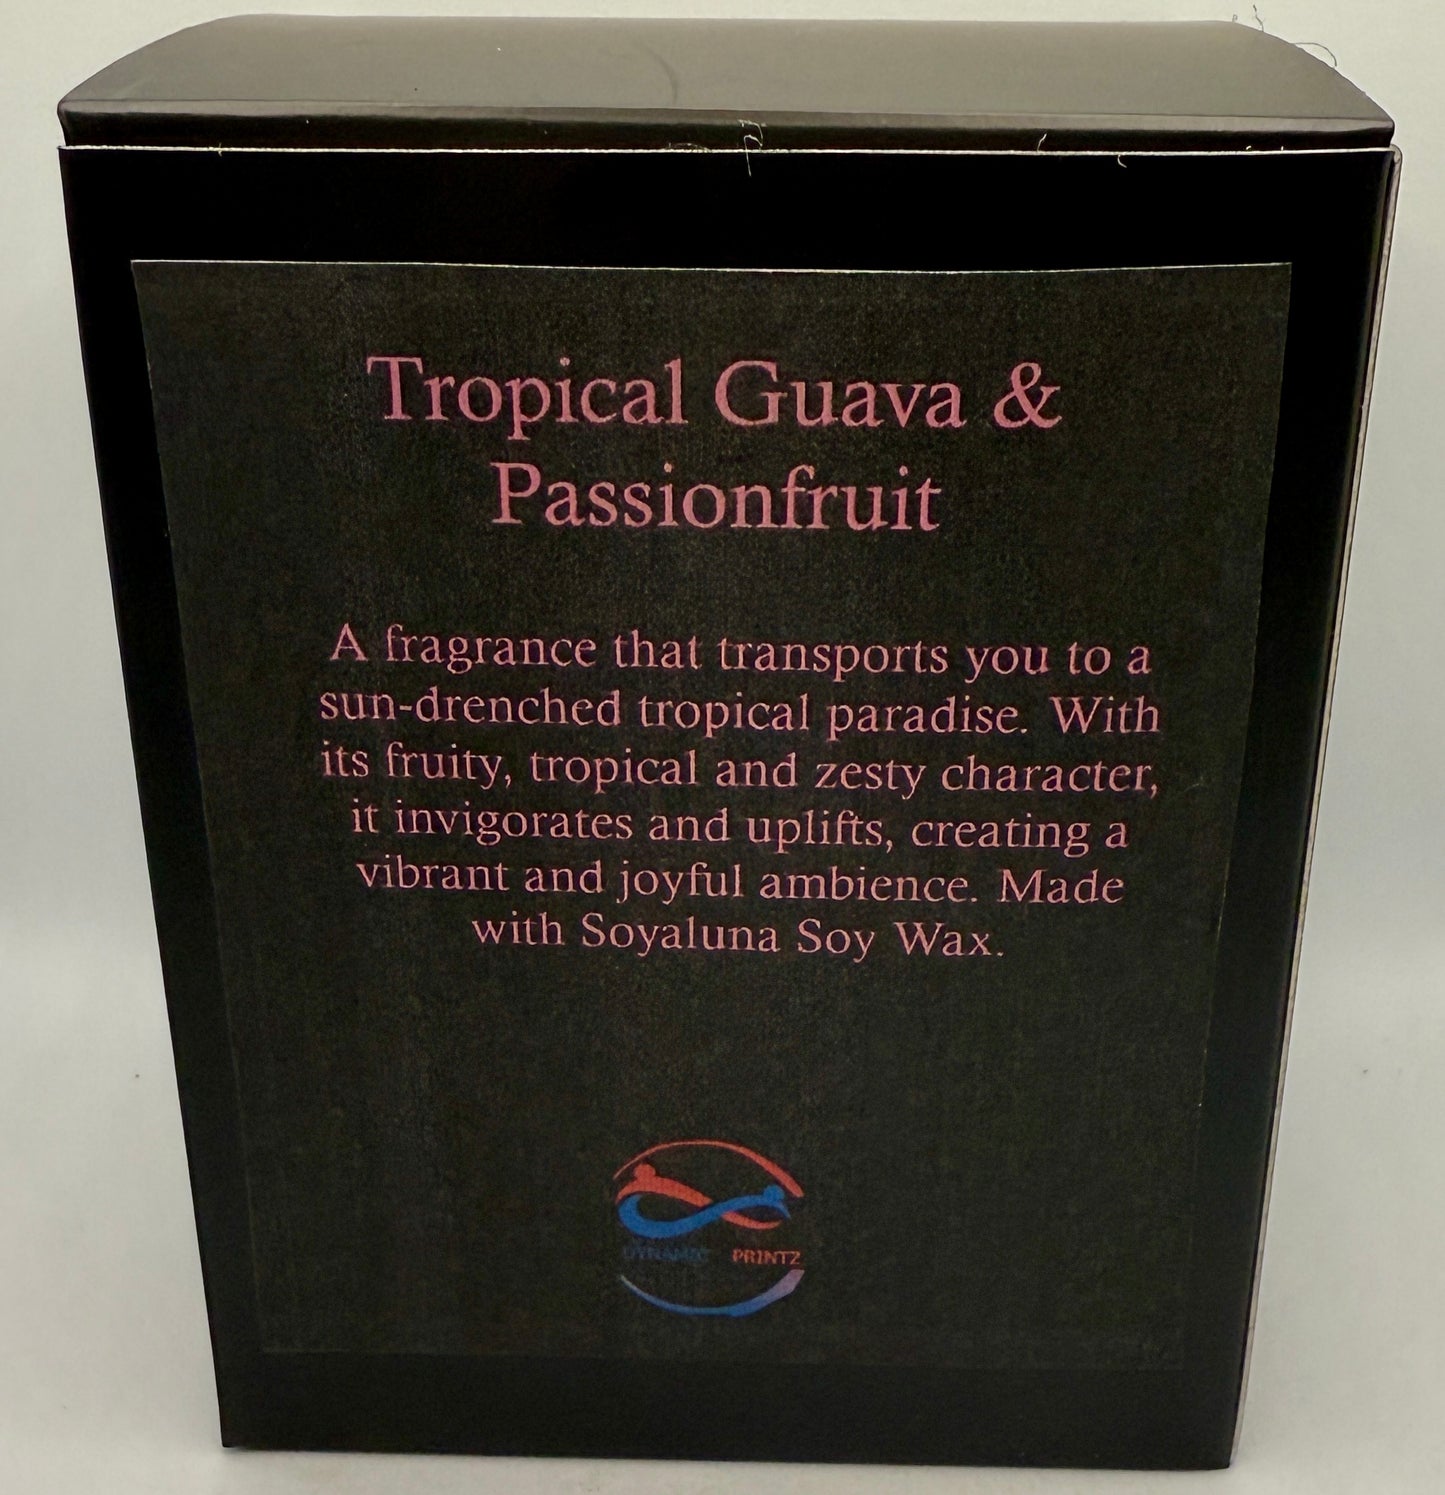 Tropical Guava &
Passionfruit
A fragrance that transports you to a
sun-drenched tropical paradise. With
its fruity, tropical and zesty character,
it invigorates and uplifts, creating a
vibrant and joyful ambience. Made
with Soyaluna Soy Wax.
DYNAMIC PRINTZ